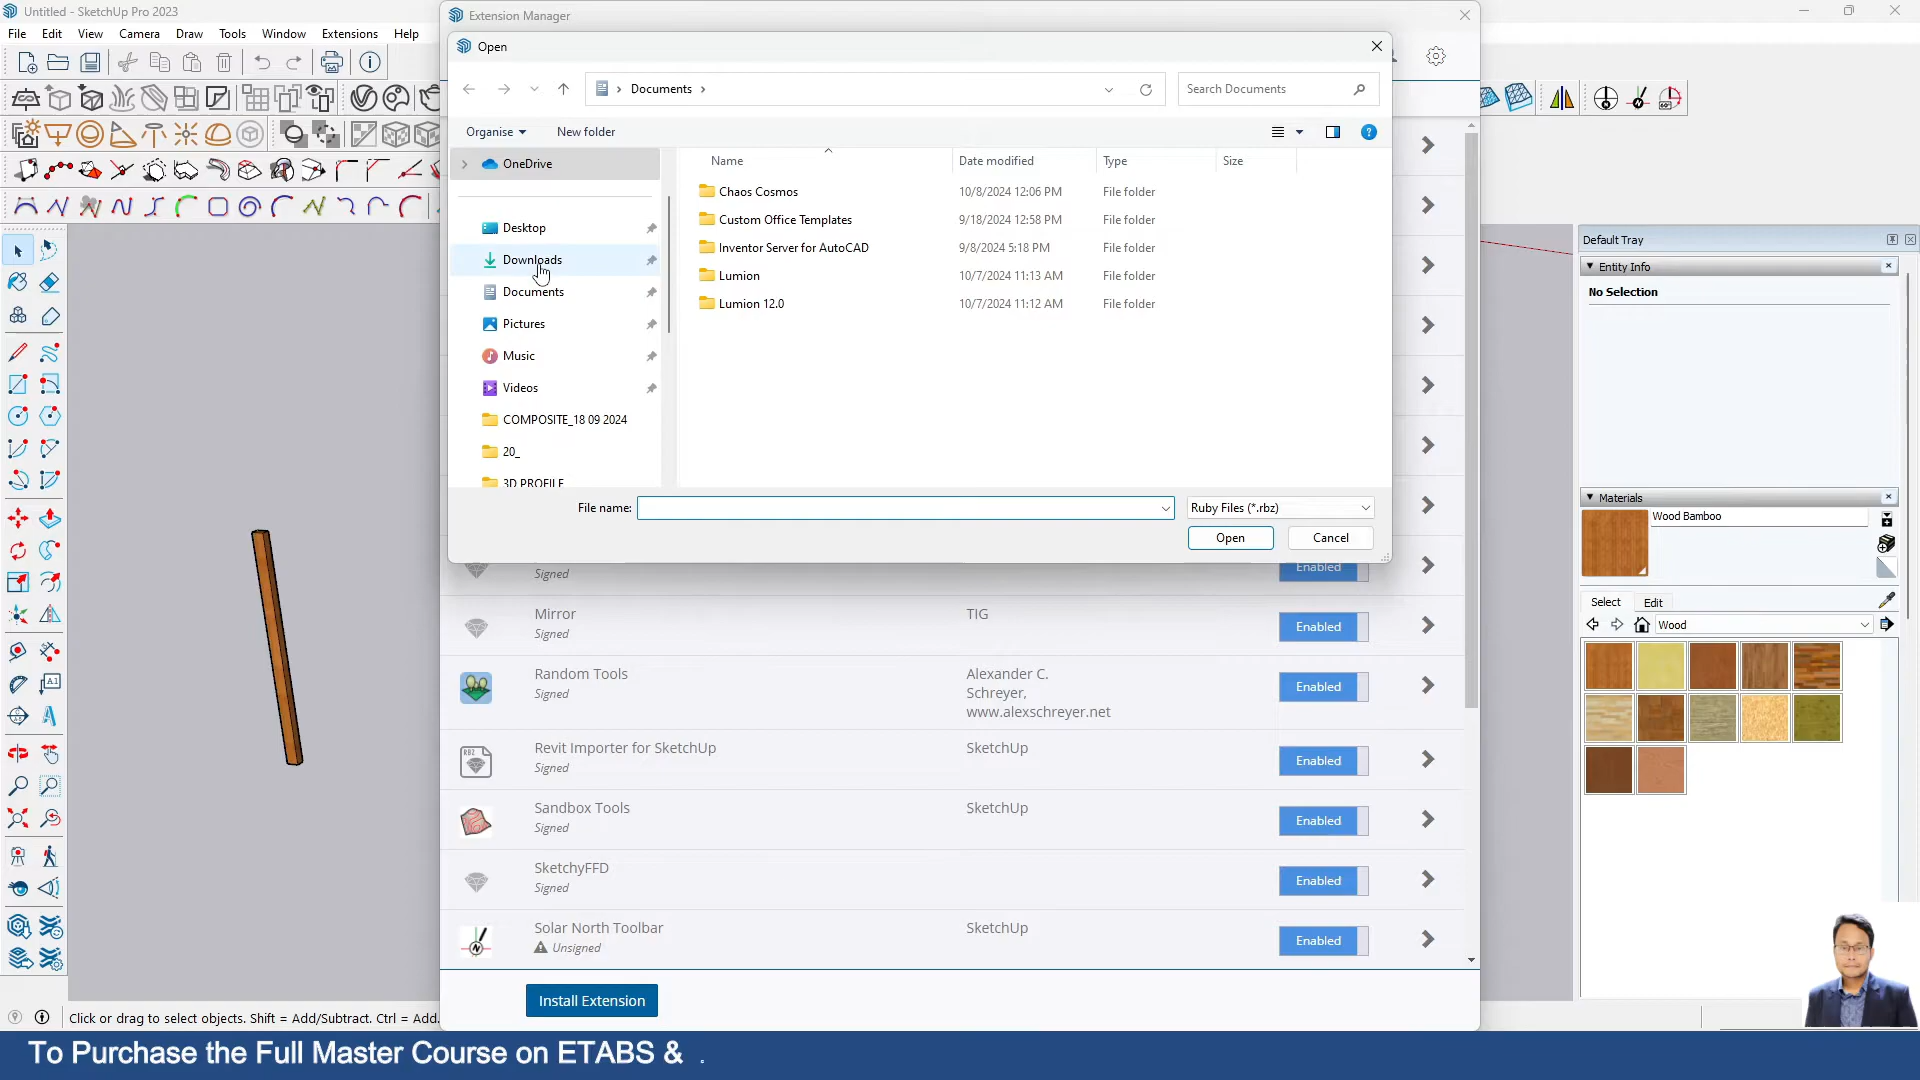 Untitled - SketchUp Pro 2023
File Edit View Camera Draw Tools Window Extensions Help
Extension Manager
Open
Documents
Search Documents
Organise
New folder
OneDrive
Desktop
Downloads
Documents
Pictures
Music
Videos
COMPOSITE_18 09 2024
20_
3D PROFILE
Name Date modified Type Size
Chaos Cosmos 10/8/2024 12:06 PM File folder
Custom Office Templates 9/18/2024 12:58 PM File folder
Inventor Server for AutoCAD 9/8/2024 5:18 PM File folder
Lumion 10/7/2024 11:13 AM File folder
Lumion 12.0 10/7/2024 11:12 AM File folder
File name:
Ruby Files (*.rbz)
Open
Cancel
Signed
Enabled
Mirror TIG
Signed
Enabled
Random Tools
Signed
Alexander C.
Schreyer,
www.alexschreyer.net
Enabled
RBZ
Revit Importer for SketchUp SketchUp
Signed
Enabled
Sandbox Tools SketchUp
Signed
Enabled
SketchyFFD
Signed
Enabled
Solar North Toolbar SketchUp
Unsigned
Enabled
Install Extension
Default Tray
Entity Info
No Selection
Materials
Wood Bamboo
Select Edit
Wood
Click or drag to select objects. Shift = Add/Subtract. Ctrl = Add.
To Purchase the Full Master Course on ETABS & .